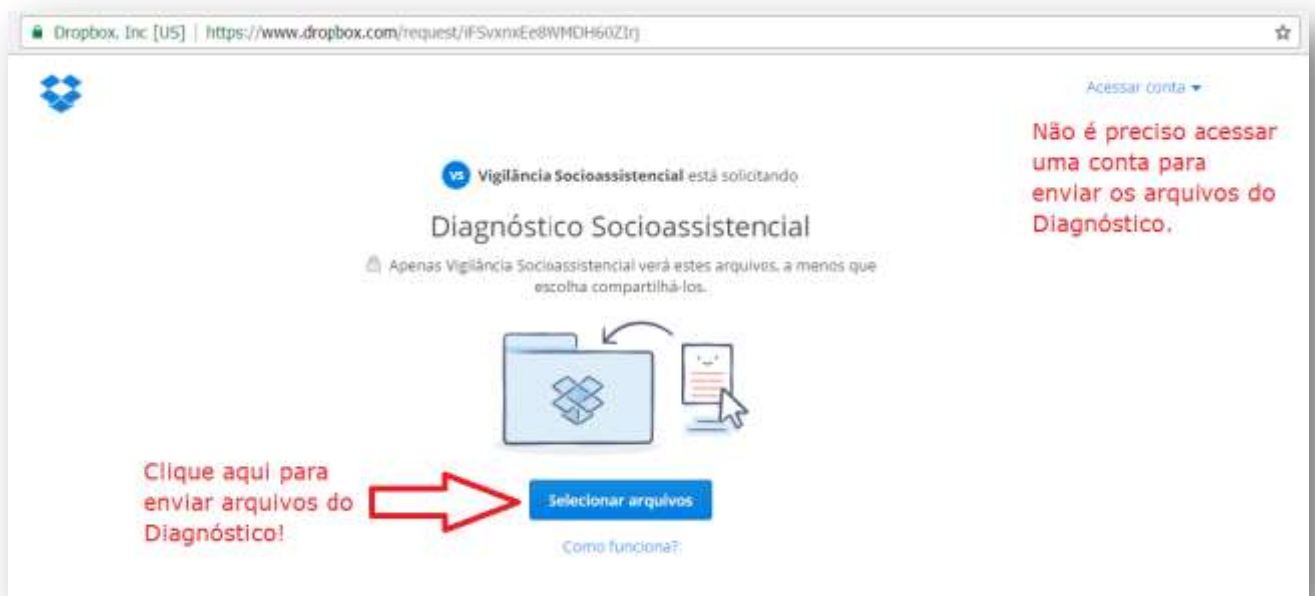 Dropbox, Inc [US] | https://www.dropbox.com/request/
Acessar conta
Não é preciso acessar
uma conta para
enviar os arquivos do
Diagnóstico.
VS Vigilância Socioassistencial está solicitando
Diagnóstico Socioassistencial
Apenas Vigilância Socioassistencial verá estes arquivos, a menos que
escolha compartilhá-los.
Clique aqui para
enviar arquivos do
Diagnóstico!
Selecionar arquivos
Como funciona?